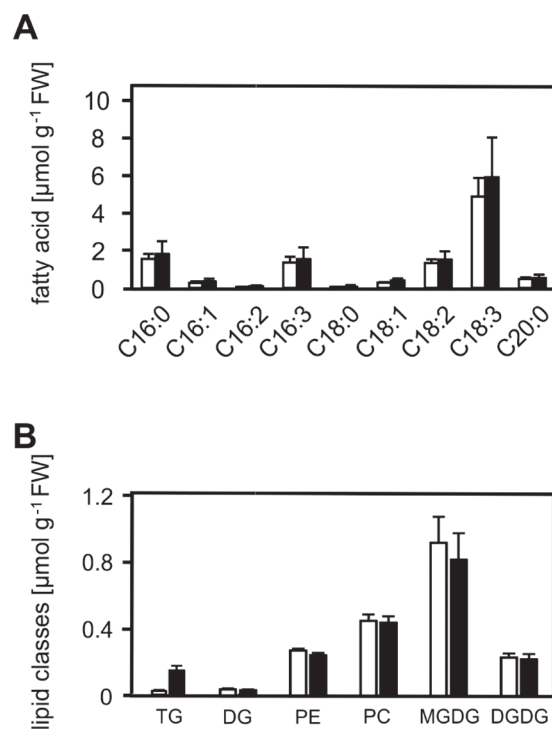 A
fatty acid [µmol g⁻¹ FW]
10
8
6
4
2
0
C16:0 C16:1 C16:2 C16:3 C18:0 C18:1 C18:2 C18:3 C20:0
B
lipid classes [µmol g⁻¹ FW]
1.2
0.8
0.4
0
TG DG PE PC MGDG DGDG